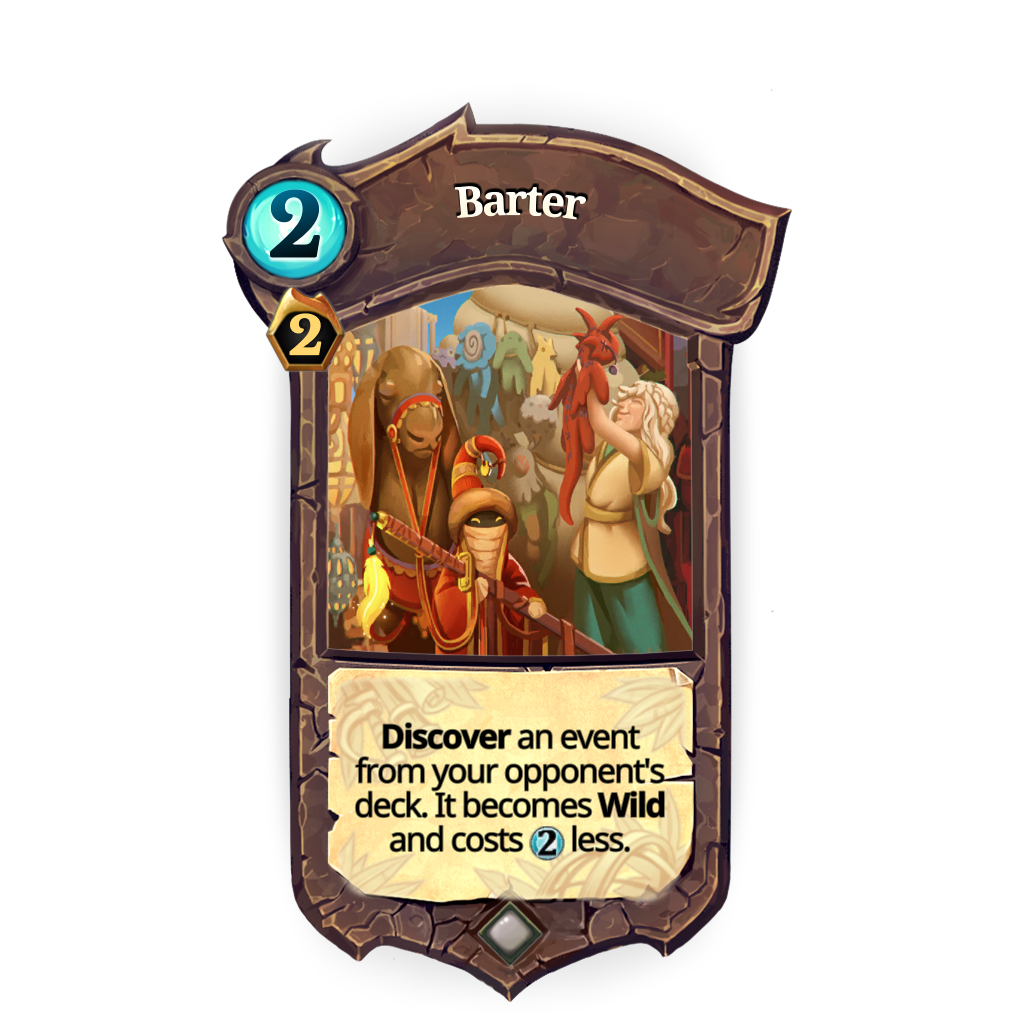 2
Barter
2
Discover an event
from your opponent's
deck. It becomes Wild
and costs 2 less.